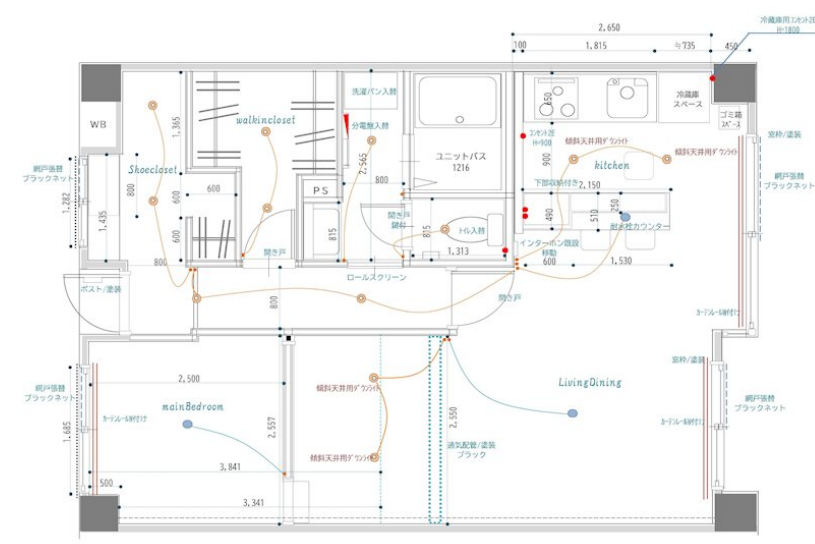 冷蔵庫用コンセント2E
H=1800
2,650
100
1,815
≒735
450
WB
Shoecloset
1,365
walkincloset
洗濯パン入替
分電盤入替
2,565
ユニットバス
1216
650
冷蔵庫
スペース
ゴミ箱
スペース
コンセント2E
H=900
900
傾斜天井用ダウンライト
傾斜天井用ダウンライト
kitchen
下部収納付き
2,150
窓枠/塗装
網戸張替
ブラックネット
網戸張替
ブラックネット
1,282
1,435
800
600
600
600
800
PS
800
815
開き戸
鍵付
815
トイレ入替
1,313
490
510
250
耐水栓カウンター
インターホン既設
移動
600
1,530
開き戸
ロールスクリーン
ポスト/塗装
800
開き戸
カーテンレール取付け
窓枠/塗装
網戸張替
ブラックネット
1,685
2,500
mainBedroom
カーテンレール取付け
2,557
傾斜天井用ダウンライト
傾斜天井用ダウンライト
2,550
通気配管/塗装
ブラック
LivingDining
カーテンレール取付け
網戸張替
ブラックネット
3,841
500
3,341